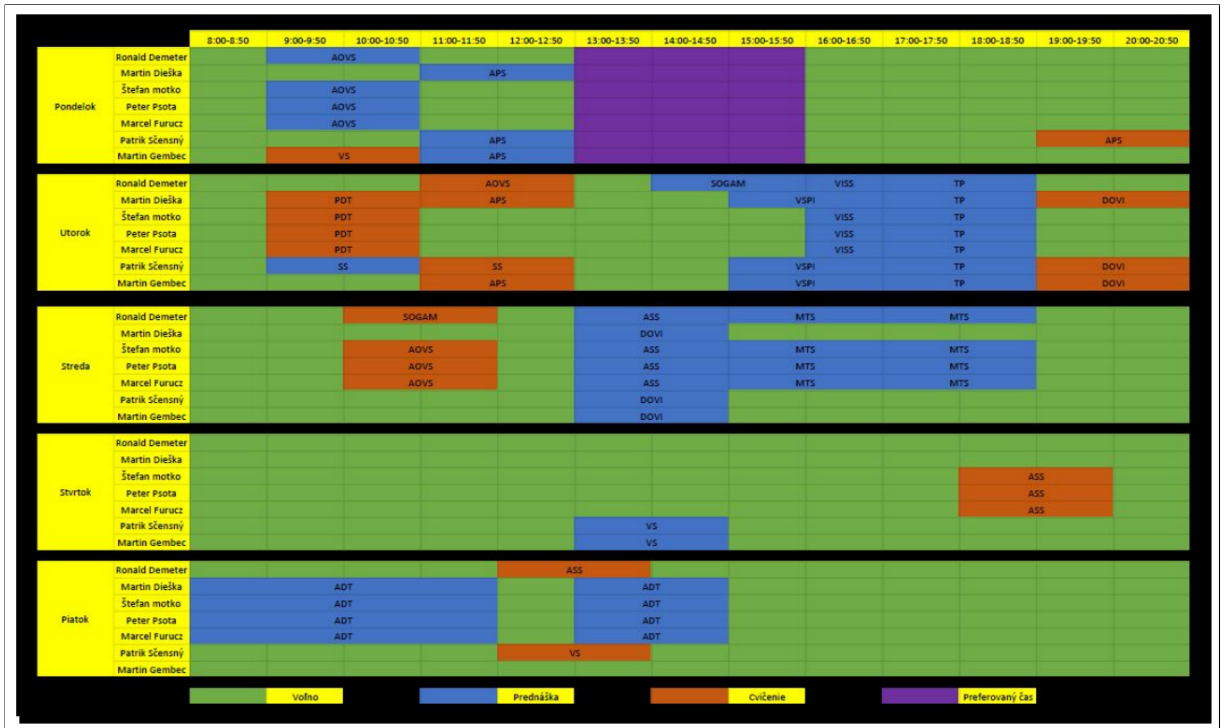 8:00-8:50 9:00-9:50 10:00-10:50 11:00-11:50 12:00-12:50 13:00-13:50 14:00-14:50 15:00-15:50 16:00-16:50 17:00-17:50 18:00-18:50 19:00-19:50 20:00-20:50
Pondelok
Ronald Demeter AOVS
Martin Dieška APS
Štefan motko AOVS
Peter Psota AOVS
Marcel Furucz AOVS
Patrik Sčensný APS APS
Martin Gembec VS APS
Utorok
Ronald Demeter AOVS SOGAM VISS TP
Martin Dieška PDT APS VSPI TP DOVI
Štefan motko PDT VISS TP
Peter Psota PDT VISS TP
Marcel Furucz PDT VISS TP
Patrik Sčensný SS SS VSPI TP DOVI
Martin Gembec APS VSPI TP DOVI
Streda
Ronald Demeter SOGAM ASS MTS MTS
Martin Dieška DOVI
Štefan motko AOVS ASS MTS MTS
Peter Psota AOVS ASS MTS MTS
Marcel Furucz AOVS ASS MTS MTS
Patrik Sčensný DOVI
Martin Gembec DOVI
Stvrtok
Ronald Demeter
Martin Dieška
Štefan motko ASS
Peter Psota ASS
Marcel Furucz ASS
Patrik Sčensný VS
Martin Gembec VS
Piatok
Ronald Demeter ASS
Martin Dieška ADT ADT
Štefan motko ADT ADT
Peter Psota ADT ADT
Marcel Furucz ADT ADT
Patrik Sčensný VS
Martin Gembec
Voľno Prednáška Cvičenie Preferovaný čas